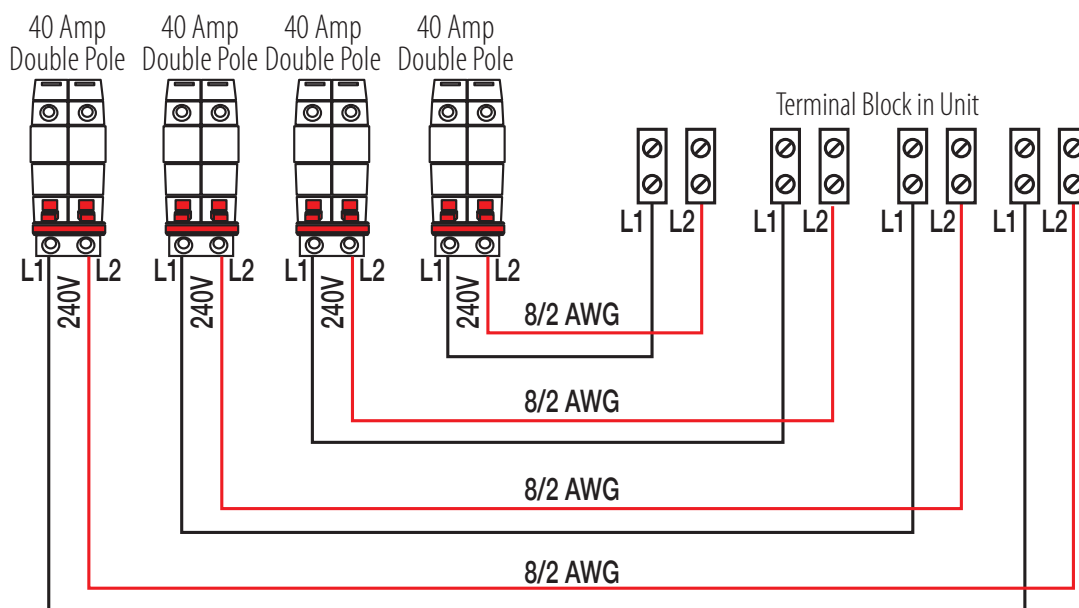 40 Amp
Double Pole
40 Amp
Double Pole
40 Amp
Double Pole
40 Amp
Double Pole
Terminal Block in Unit
L1 L2
L1 L2
L1 L2
L1 L2
L1 240V L2
L1 240V L2
L1 240V L2
L1 240V L2
8/2 AWG
8/2 AWG
8/2 AWG
8/2 AWG